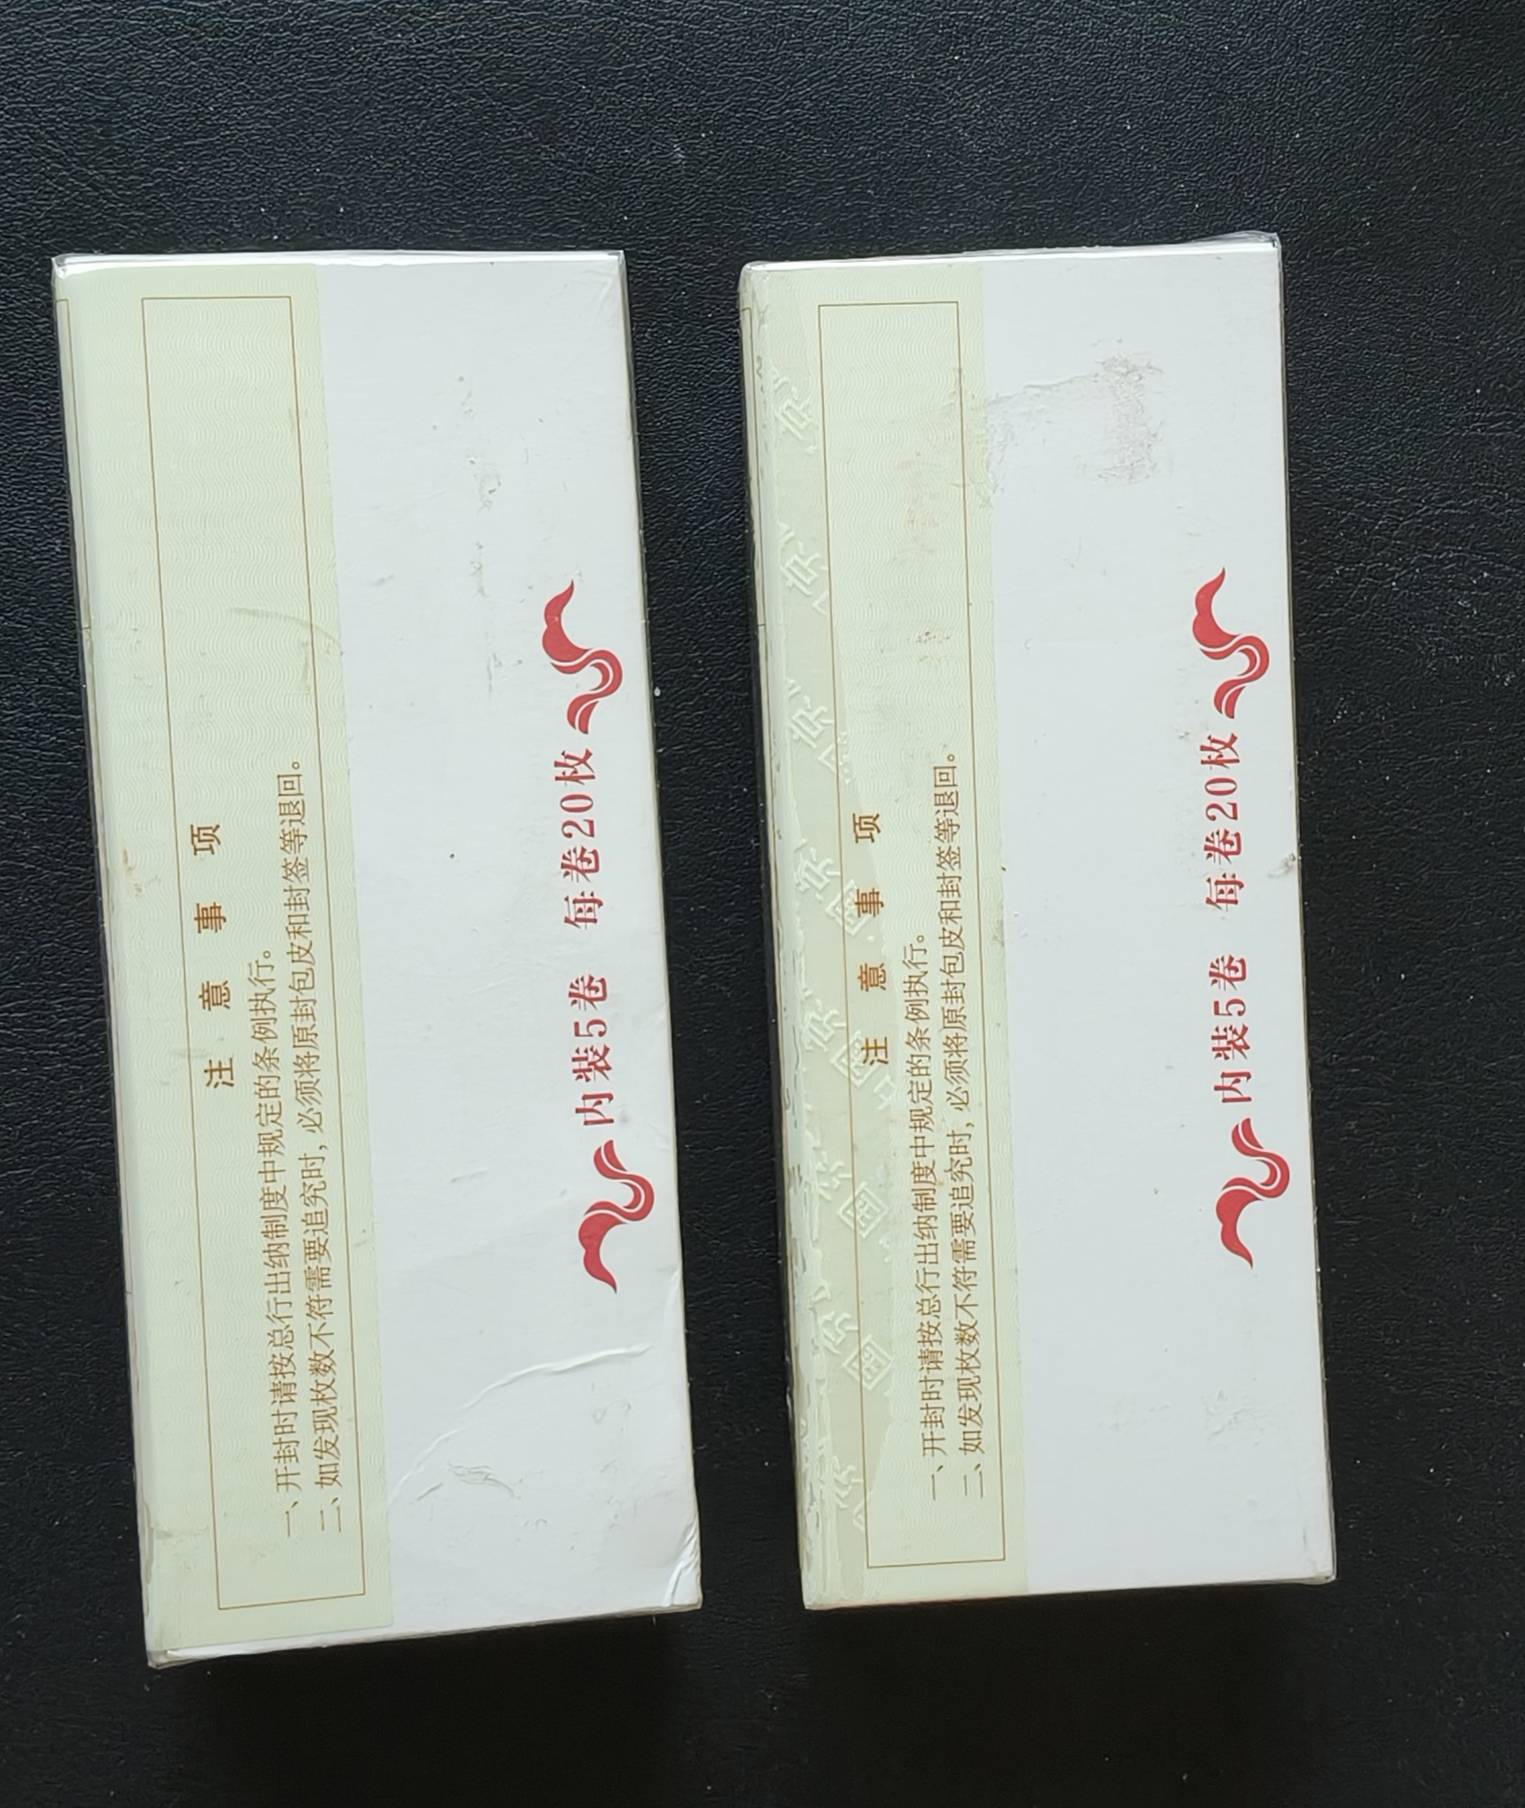 注意事项
一、开封时请按总行出纳制度中规定的条例执行。
二、如发现枚数不符需要追究时，必须将原封包皮和封签等退回。
内装5卷 每卷20枚
注意事项
一、开封时请按总行出纳制度中规定的条例执行。
二、如发现枚数不符需要追究时，必须将原封包皮和封签等退回。
内装5卷 每卷20枚